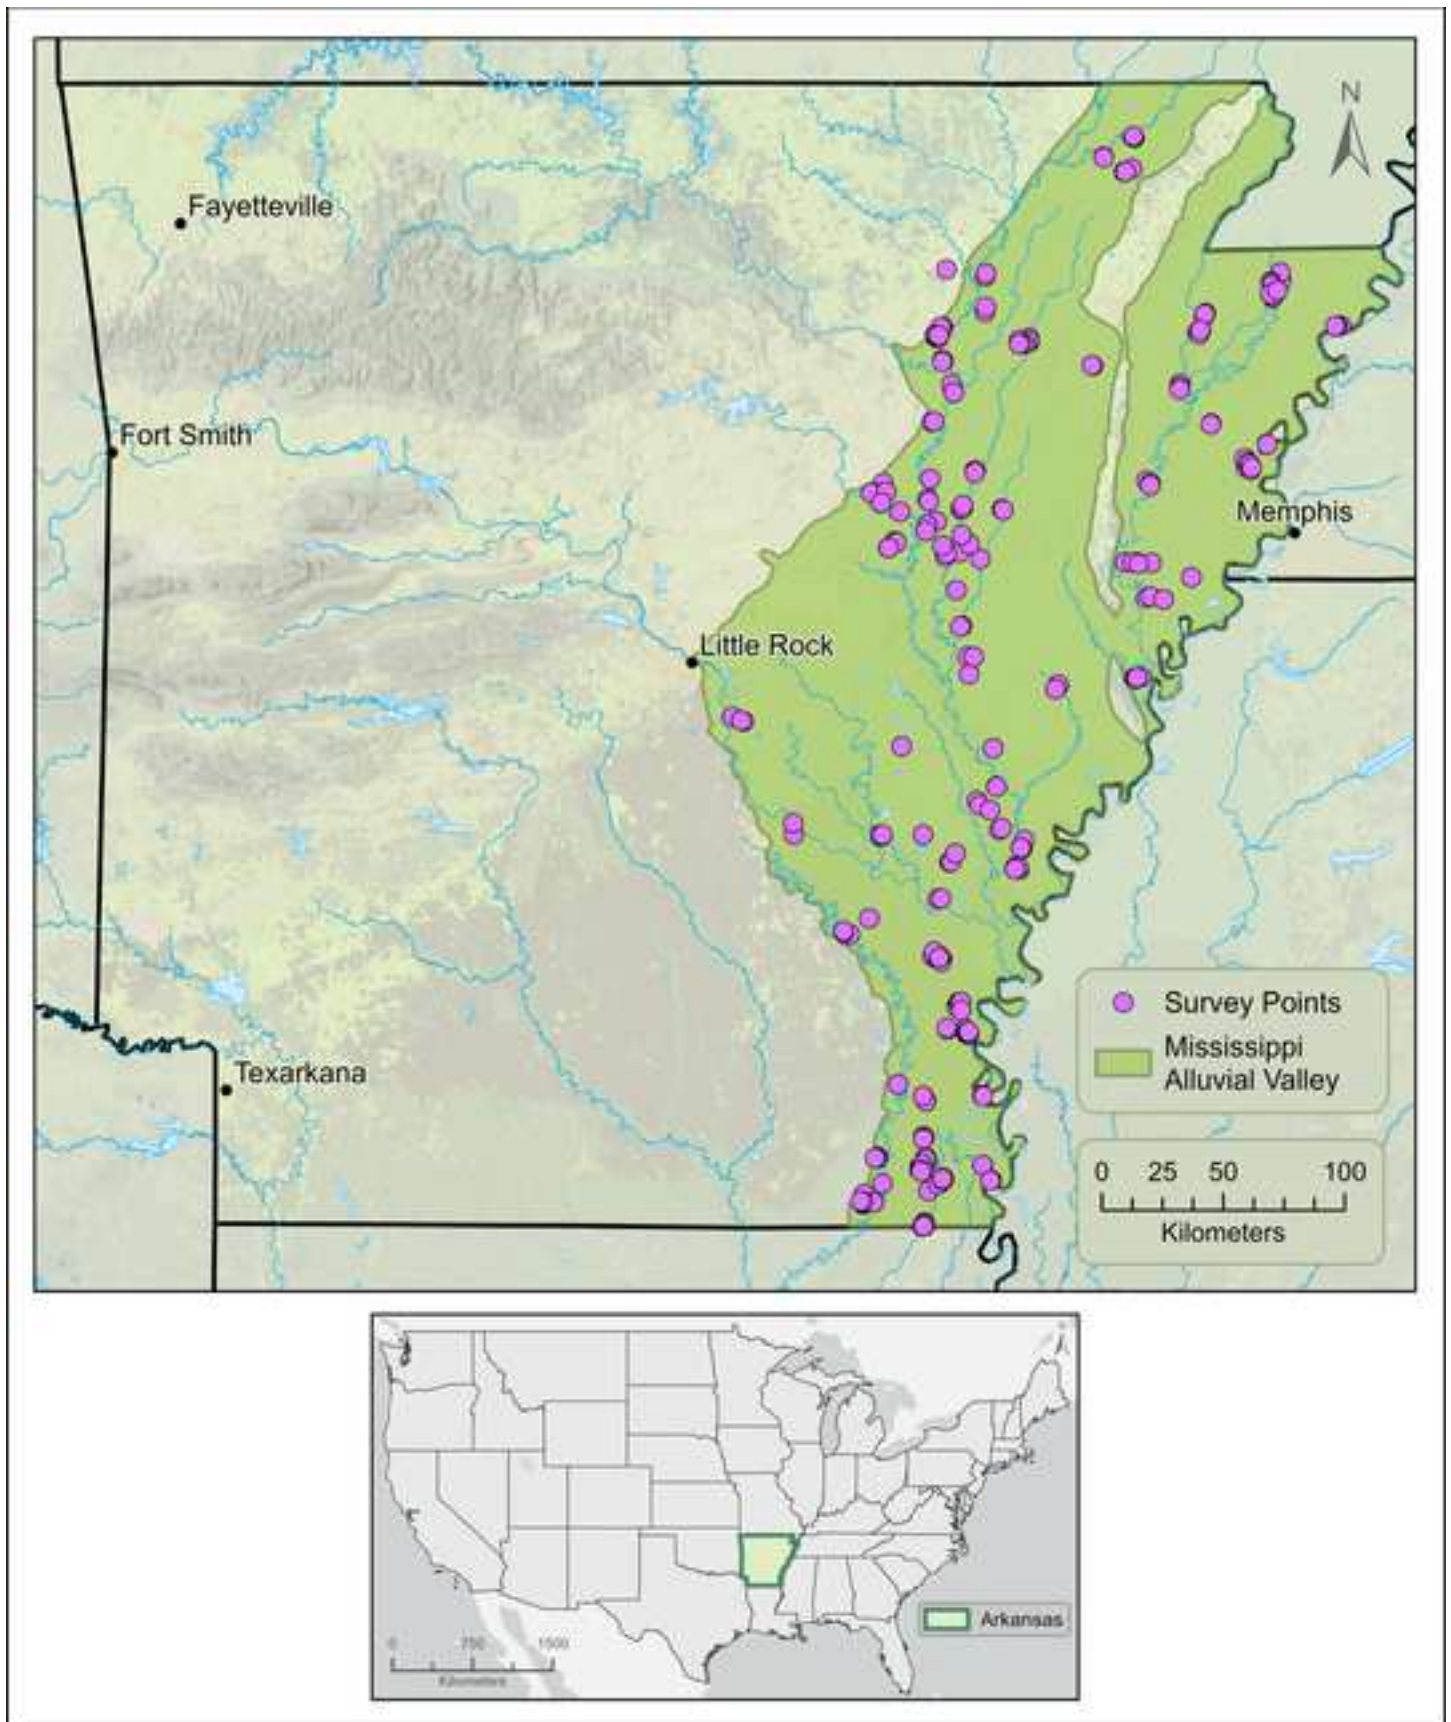 N
Fayetteville
Fort Smith
Memphis
Little Rock
Survey Points
Mississippi
Alluvial Valley
Texarkana
0 25 50 100
Kilometers
Arkansas
0 750 1500
Kilometers